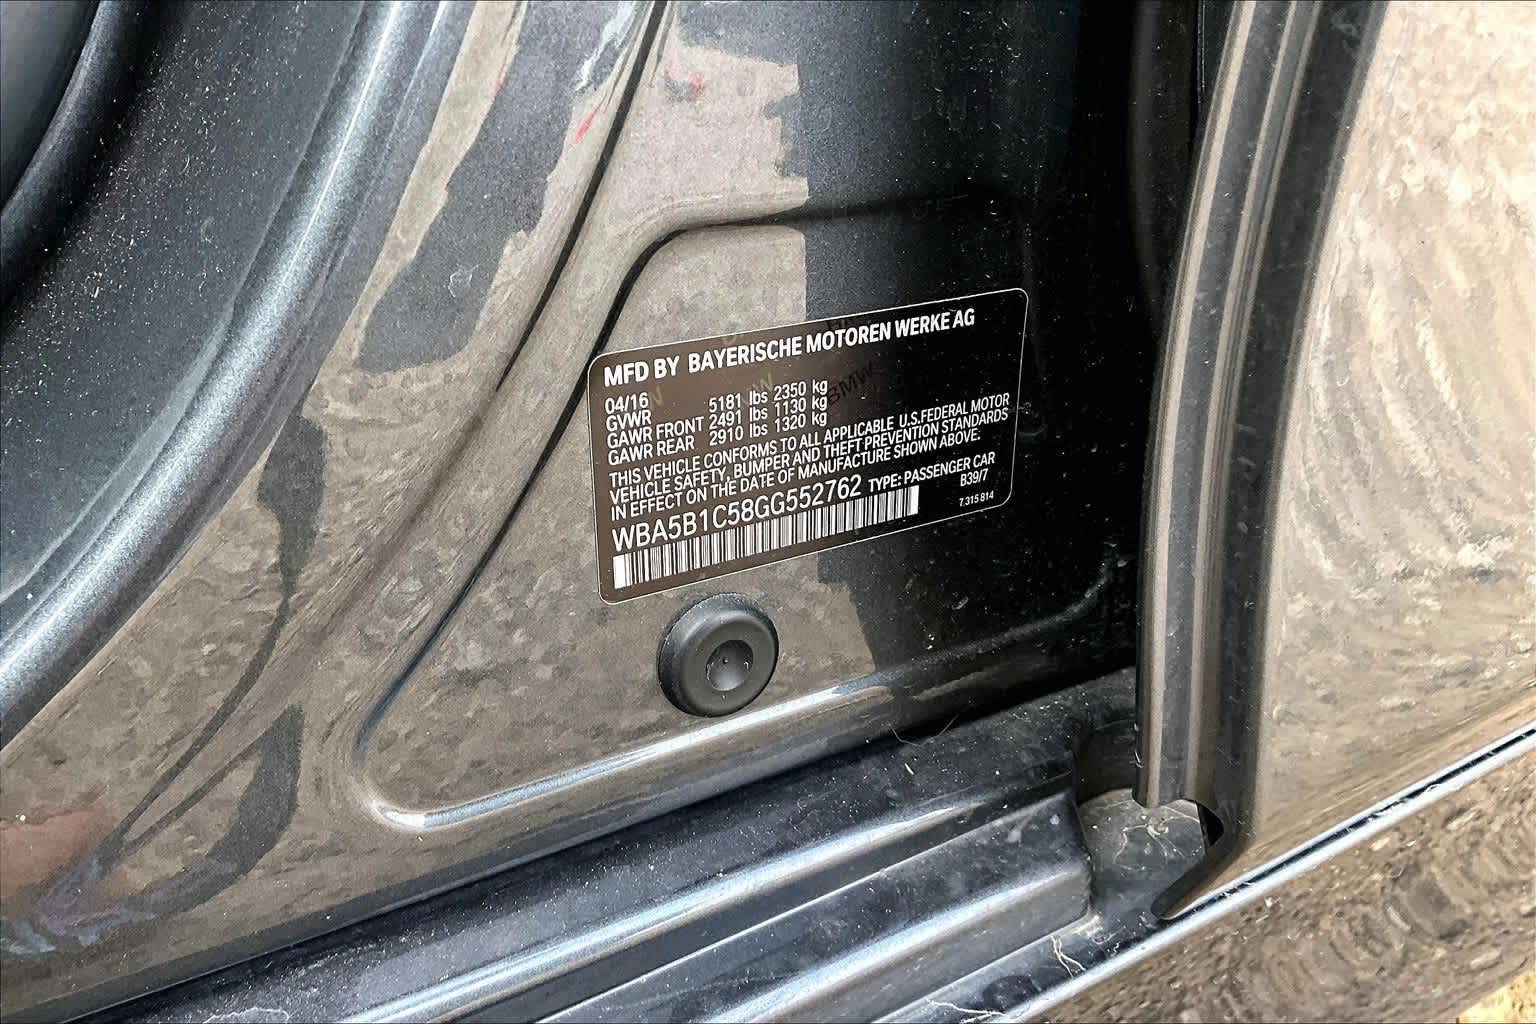 MFD BY BAYERISCHE MOTOREN WERKE AG
04/16
GVWR 5181 lbs 2350 kg
GAWR FRONT 2491 lbs 1130 kg
GAWR REAR 2910 lbs 1320 kg
THIS VEHICLE CONFORMS TO ALL APPLICABLE U.S.FEDERAL MOTOR
VEHICLE SAFETY, BUMPER AND THEFT PREVENTION STANDARDS
IN EFFECT ON THE DATE OF MANUFACTURE SHOWN ABOVE.
WBA5B1C58GG552762 TYPE: PASSENGER CAR
B39/7
7 315 814
BMW